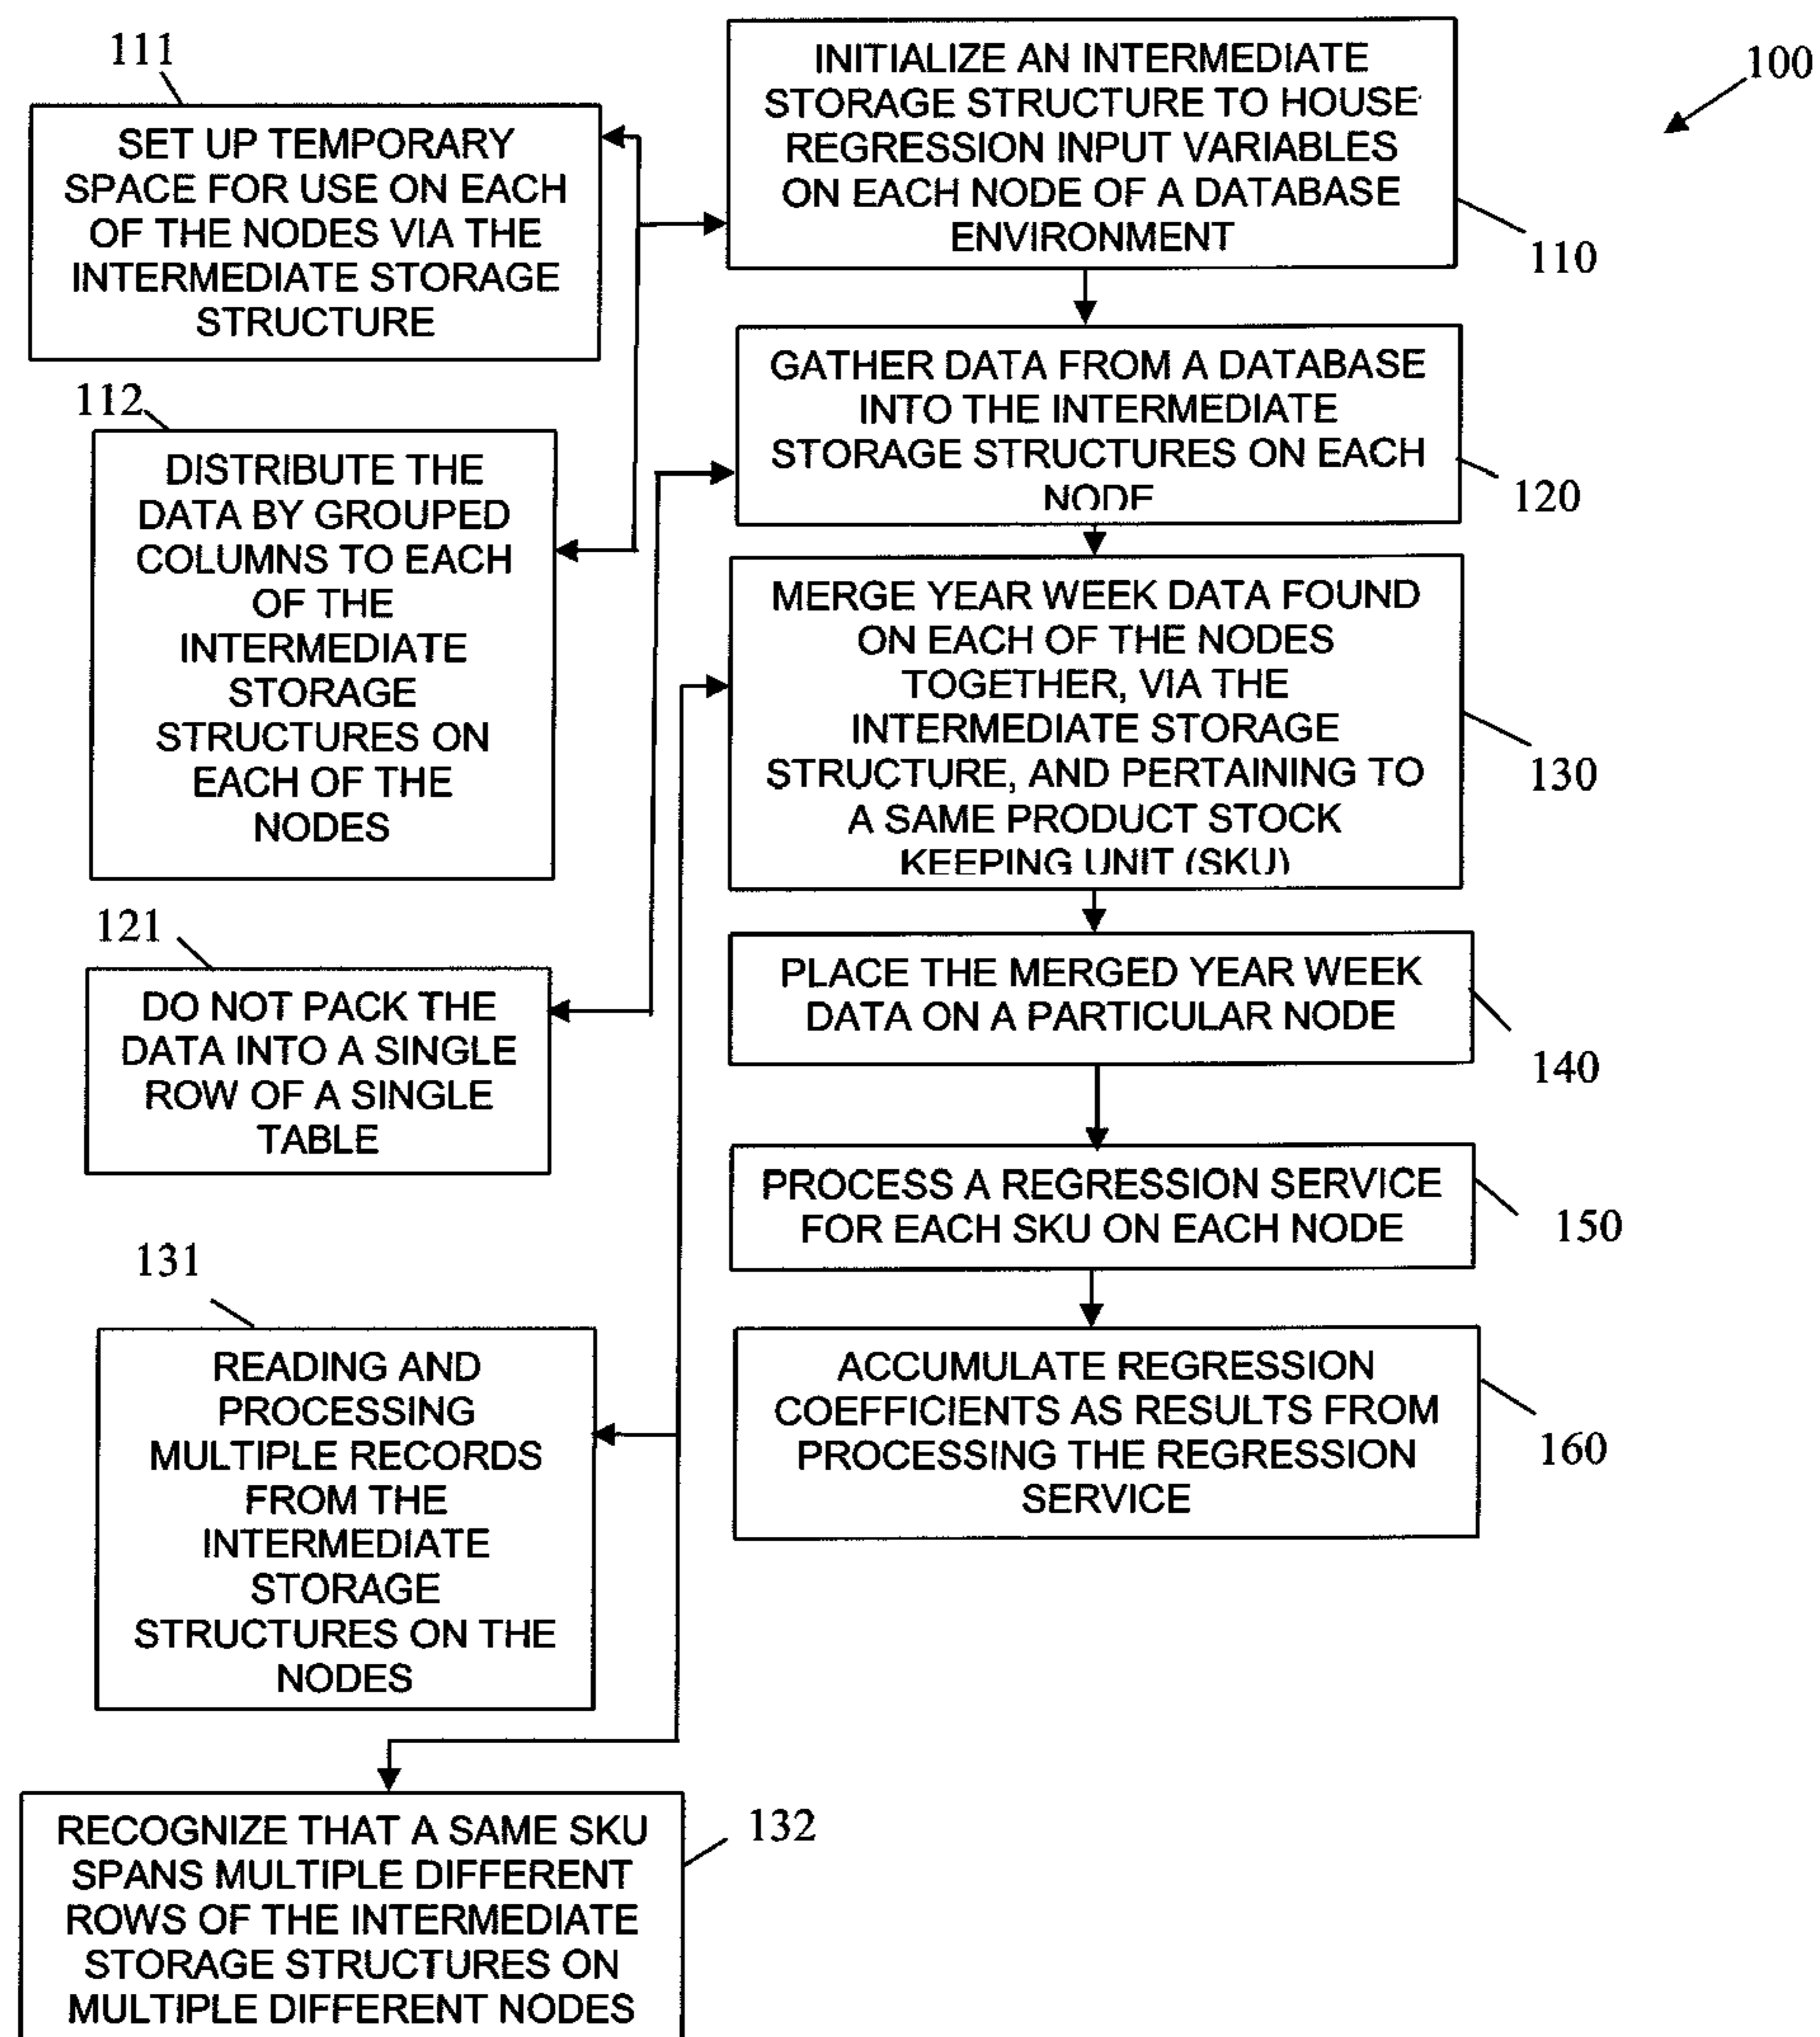 100
INITIALIZE AN INTERMEDIATE
STORAGE STRUCTURE TO HOUSE
REGRESSION INPUT VARIABLES
ON EACH NODE OF A DATABASE
ENVIRONMENT
110
111
SET UP TEMPORARY
SPACE FOR USE ON EACH
OF THE NODES VIA THE
INTERMEDIATE STORAGE
STRUCTURE
112
DISTRIBUTE THE
DATA BY GROUPED
COLUMNS TO EACH
OF THE
INTERMEDIATE
STORAGE
STRUCTURES ON
EACH OF THE
NODES
GATHER DATA FROM A DATABASE
INTO THE INTERMEDIATE
STORAGE STRUCTURES ON EACH
NODE
120
121
DO NOT PACK THE
DATA INTO A SINGLE
ROW OF A SINGLE
TABLE
MERGE YEAR WEEK DATA FOUND
ON EACH OF THE NODES
TOGETHER, VIA THE
INTERMEDIATE STORAGE
STRUCTURE, AND PERTAINING TO
A SAME PRODUCT STOCK
KEEPING UNIT (SKU)
130
131
READING AND
PROCESSING
MULTIPLE RECORDS
FROM THE
INTERMEDIATE
STORAGE
STRUCTURES ON THE
NODES
132
RECOGNIZE THAT A SAME SKU
SPANS MULTIPLE DIFFERENT
ROWS OF THE INTERMEDIATE
STORAGE STRUCTURES ON
MULTIPLE DIFFERENT NODES
PLACE THE MERGED YEAR WEEK
DATA ON A PARTICULAR NODE
140
PROCESS A REGRESSION SERVICE
FOR EACH SKU ON EACH NODE
150
ACCUMULATE REGRESSION
COEFFICIENTS AS RESULTS FROM
PROCESSING THE REGRESSION
SERVICE
160